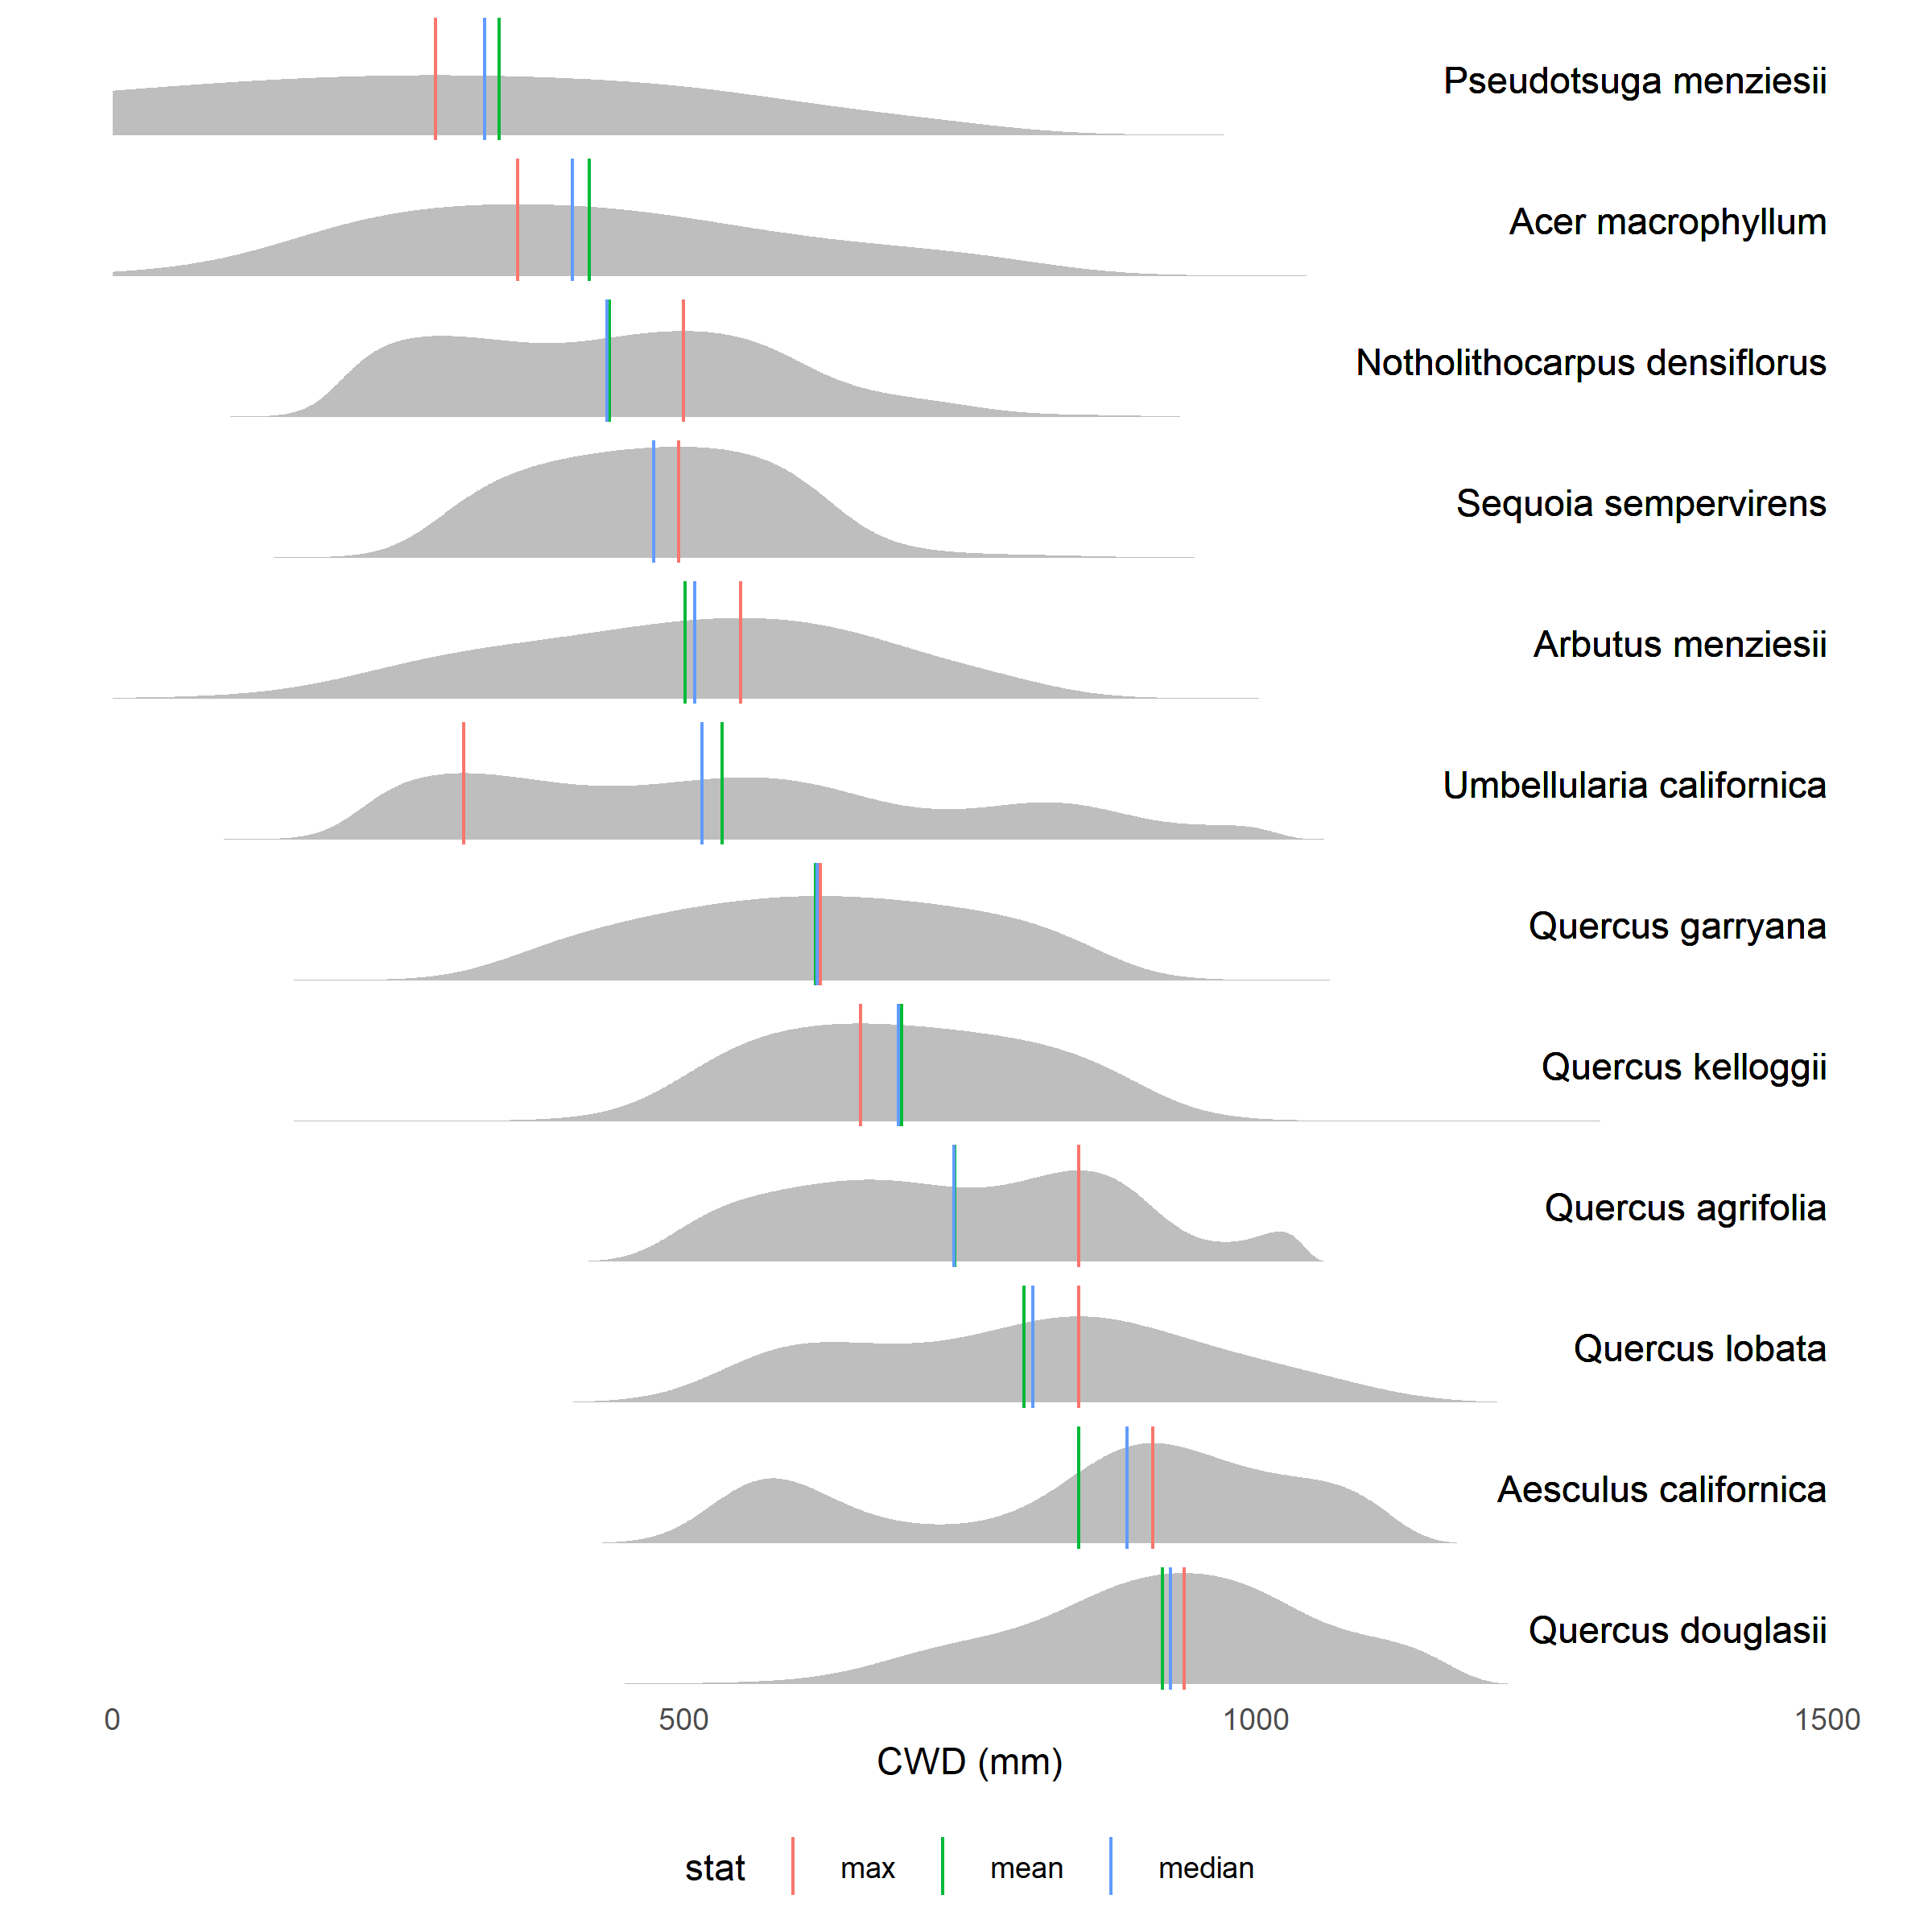 Pseudotsuga menziesii
Acer macrophyllum
Notholithocarpus densiflorus
Sequoia sempervirens
Arbutus menziesii
Umbellularia californica
Quercus garryana
Quercus kelloggii
Quercus agrifolia
Quercus lobata
Aesculus californica
Quercus douglasii
0 500 1000 1500
CWD (mm)
stat max mean median